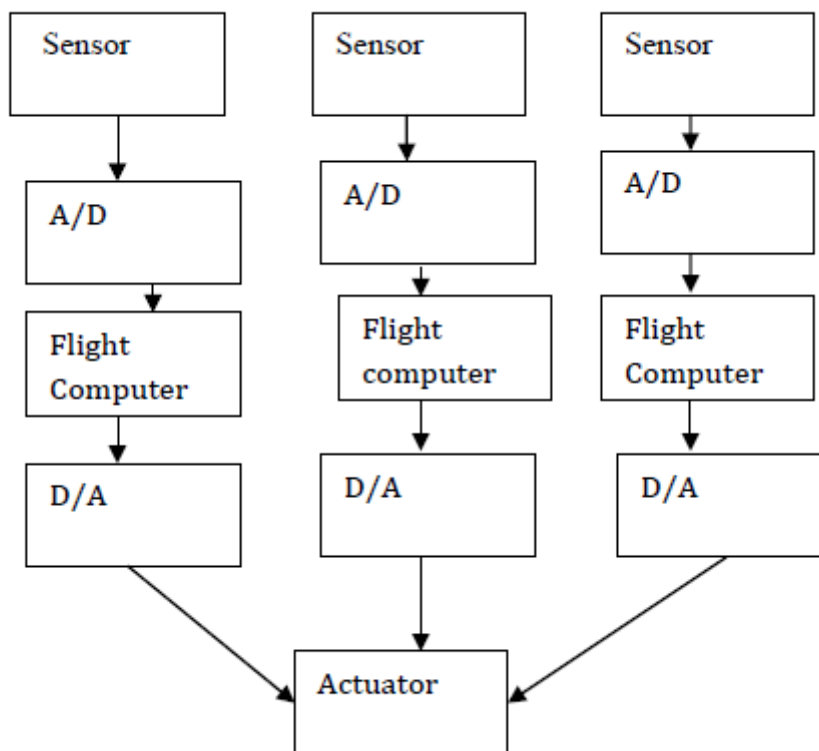 Sensor
Sensor
Sensor
A/D
A/D
A/D
Flight
Computer
Flight
computer
Flight
Computer
D/A
D/A
D/A
Actuator